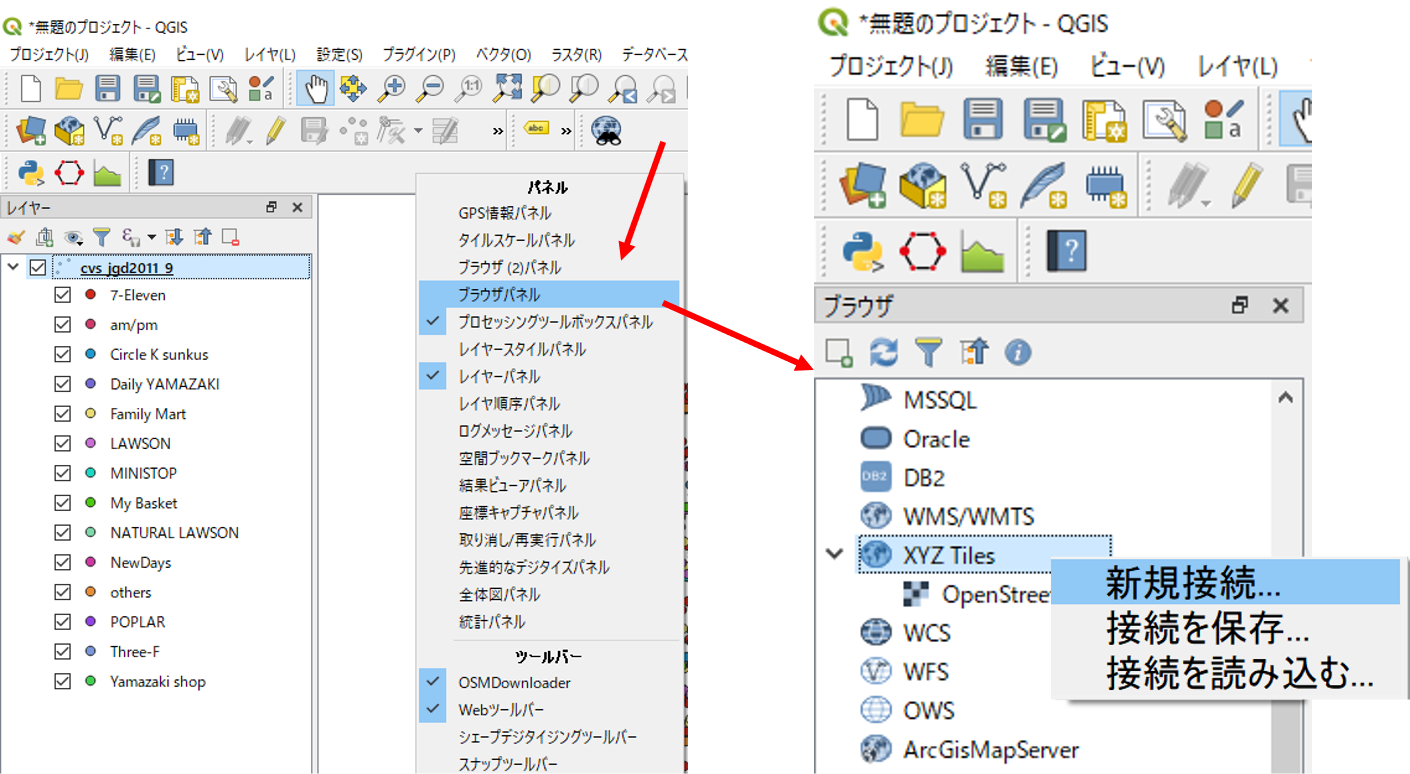 *無題のプロジェクト - QGIS
プロジェクト(J) 編集(E) ビュー(V) レイヤ(L) 設定(S) プラグイン(P) ベクタ(O) ラスタ(R) データベース
1:1
a
abc
?
レイヤー
cvs_jgd2011_9
7-Eleven
am/pm
Circle K sunkus
Daily YAMAZAKI
Family Mart
LAWSON
MINISTOP
My Basket
NATURAL LAWSON
NewDays
others
POPLAR
Three-F
Yamazaki shop
パネル
GPS情報パネル
タイルスケールパネル
ブラウザ (2)パネル
ブラウザパネル
プロセッシングツールボックスパネル
レイヤースタイルパネル
レイヤーパネル
レイヤ順序パネル
ログメッセージパネル
空間ブックマークパネル
結果ビューアパネル
座標キャプチャパネル
取り消し/再実行パネル
先進的なデジタイズパネル
全体図パネル
統計パネル
ツールバー
OSMDownloader
Webツールバー
シェープデジタイジングツールバー
スナップツールバー
*無題のプロジェクト - QGIS
プロジェクト(J) 編集(E) ビュー(V) レイヤ(L)
a
?
ブラウザ
MSSQL
Oracle
DB2 DB2
WMS/WMTS
XYZ Tiles
OpenStree
WCS
WFS
OWS
ArcGisMapServer
新規接続...
接続を保存...
接続を読み込む...